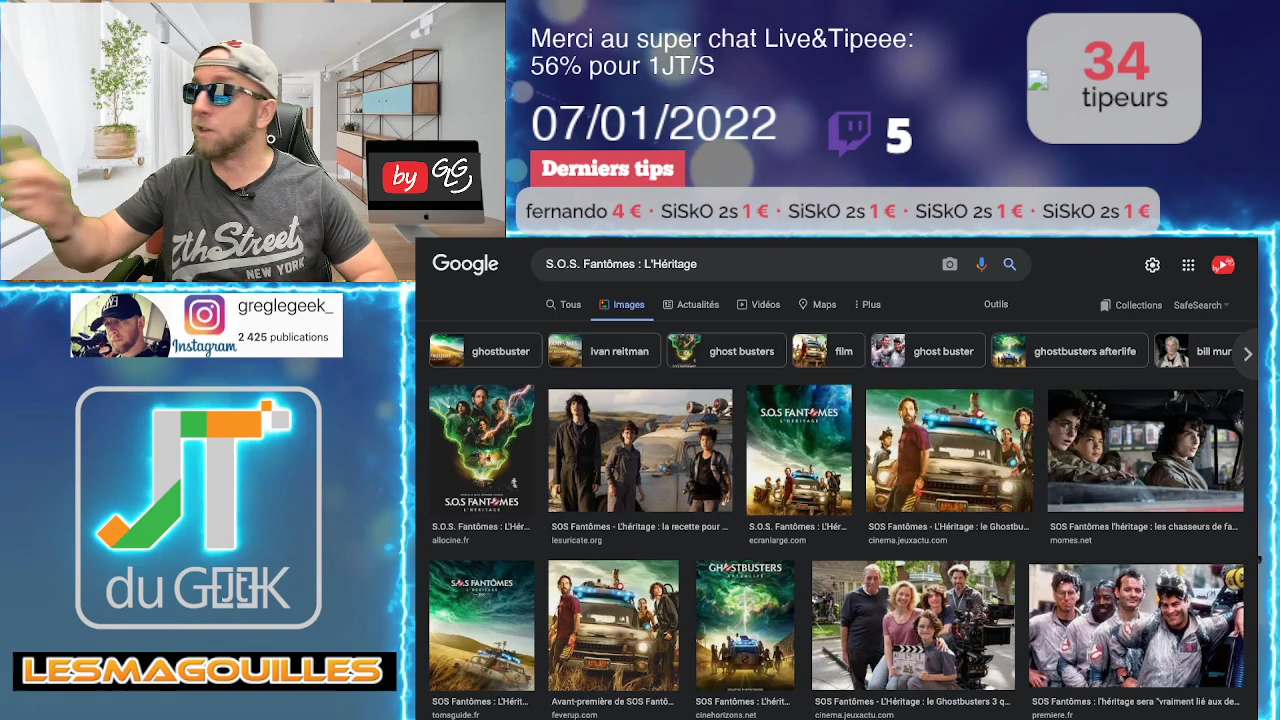 7th Street
NEW YORK
by GLG
Merci au super chat Live&Tipeee:
56% pour 1JT/S
07/01/2022
5
Derniers tips
34
tipeurs
fernando 4 € · SiSkO 2s 1 € · SiSkO 2s 1 € · SiSkO 2s 1 € · SiSkO 2s 1 €
greglegeek_
2 425 publications
Instagram
JT
du GEEK
LESMAGOUILLES
Google
S.O.S. Fantômes : L'Héritage
Tous Images Actualités Vidéos Maps Plus Outils Collections SafeSearch
ghostbuster ivan reitman ghost busters film ghost buster ghostbusters afterlife bill mur
S.O.S. FANTÔMES
L'HÉRITAGE
S.O.S. FANTÔMES
L'HÉRITAGE
S.O.S. Fantômes : L'Hér... SOS Fantômes - L'héritage : la recette pour ... S.O.S. Fantômes : L'Hér... SOS Fantômes - L'Héritage : le Ghostbu... SOS Fantômes l'héritage : les chasseurs de fa...
allocine.fr lesuricate.org ecranlarge.com cinema.jeuxactu.com momes.net
SOS FANTÔMES
GHOSTBUSTERS
AFTERLIFE
SOS Fantômes : L'Hérit... Avant-première de SOS Fantô... SOS Fantômes : L'Hérit... SOS Fantômes - L'Héritage : le Ghostbusters 3 q... SOS Fantômes : l'héritage sera "vraiment lié aux de...
tomsguide.fr feverup.com cinehorizons.net cinema.jeuxactu.com premiere.fr